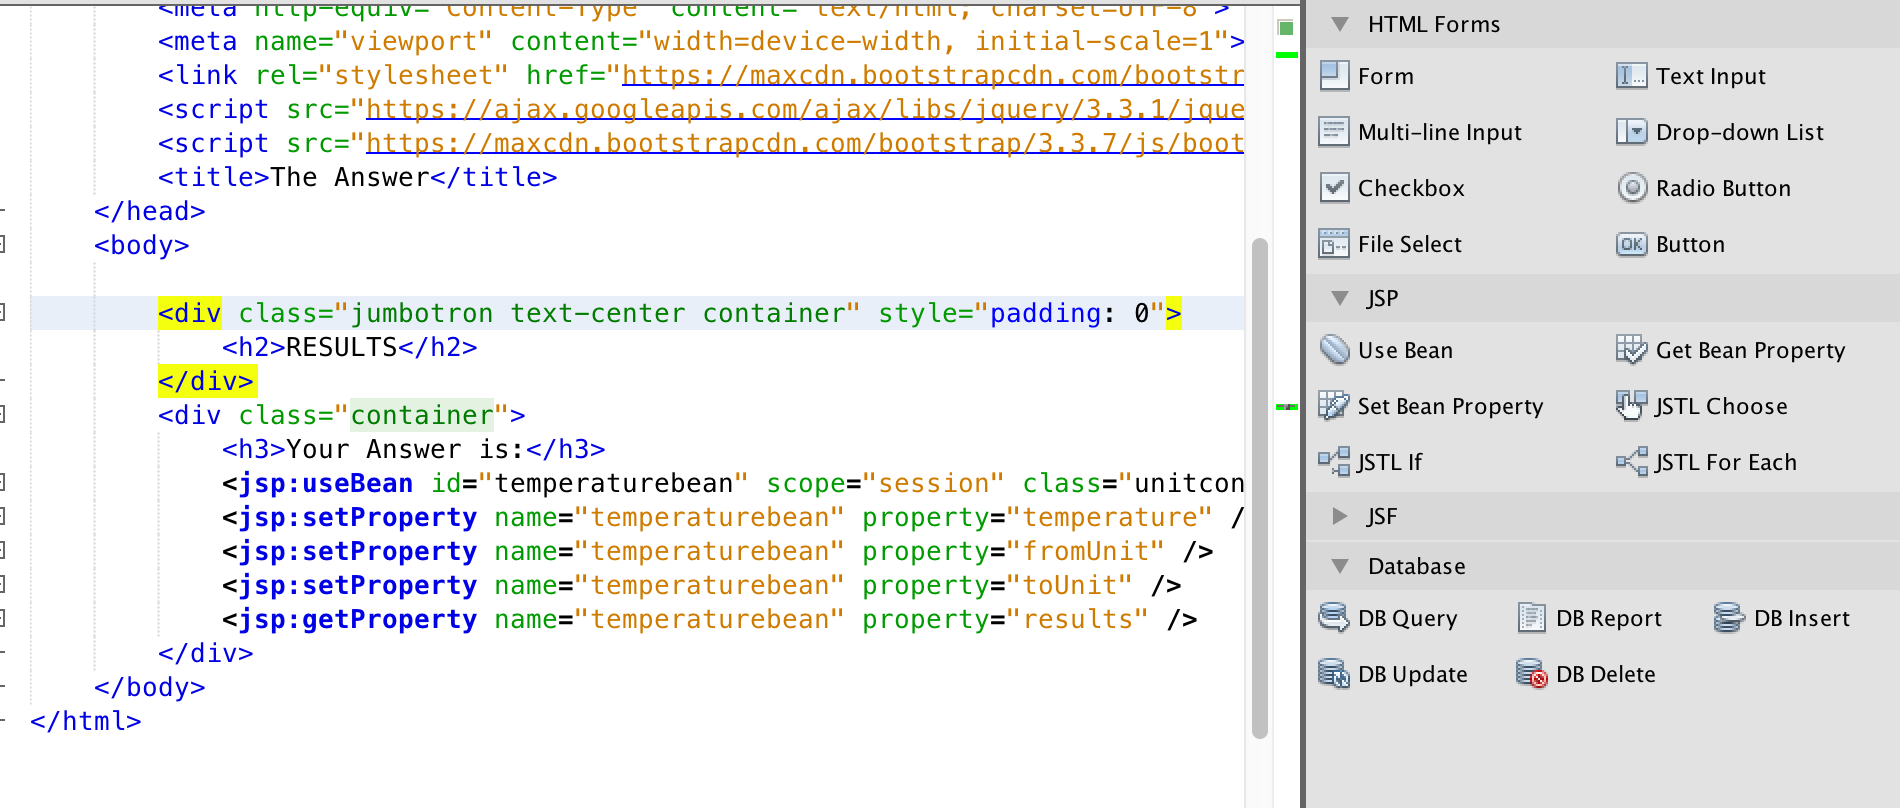 <meta http-equiv="Content-Type" content="text/html; charset=UTF-8">
<meta name="viewport" content="width=device-width, initial-scale=1">
<link rel="stylesheet" href="https://maxcdn.bootstrapcdn.com/bootstr
<script src="https://ajax.googleapis.com/ajax/libs/jquery/3.3.1/jque
<script src="https://maxcdn.bootstrapcdn.com/bootstrap/3.3.7/js/boot
<title>The Answer</title>
</head>
<body>
<div class="jumbotron text-center container" style="padding: 0">
<h2>RESULTS</h2>
</div>
<div class="container">
<h3>Your Answer is:</h3>
<jsp:useBean id="temperaturebean" scope="session" class="unitcon
<jsp:setProperty name="temperaturebean" property="temperature" /
<jsp:setProperty name="temperaturebean" property="fromUnit" />
<jsp:setProperty name="temperaturebean" property="toUnit" />
<jsp:getProperty name="temperaturebean" property="results" />
</div>
</body>
</html>
HTML Forms
Form
Text Input
Multi-line Input
Drop-down List
Checkbox
Radio Button
File Select
OK Button
JSP
Use Bean
Get Bean Property
Set Bean Property
JSTL Choose
JSTL If
JSTL For Each
JSF
Database
DB Query
DB Report
DB Insert
DB Update
DB Delete